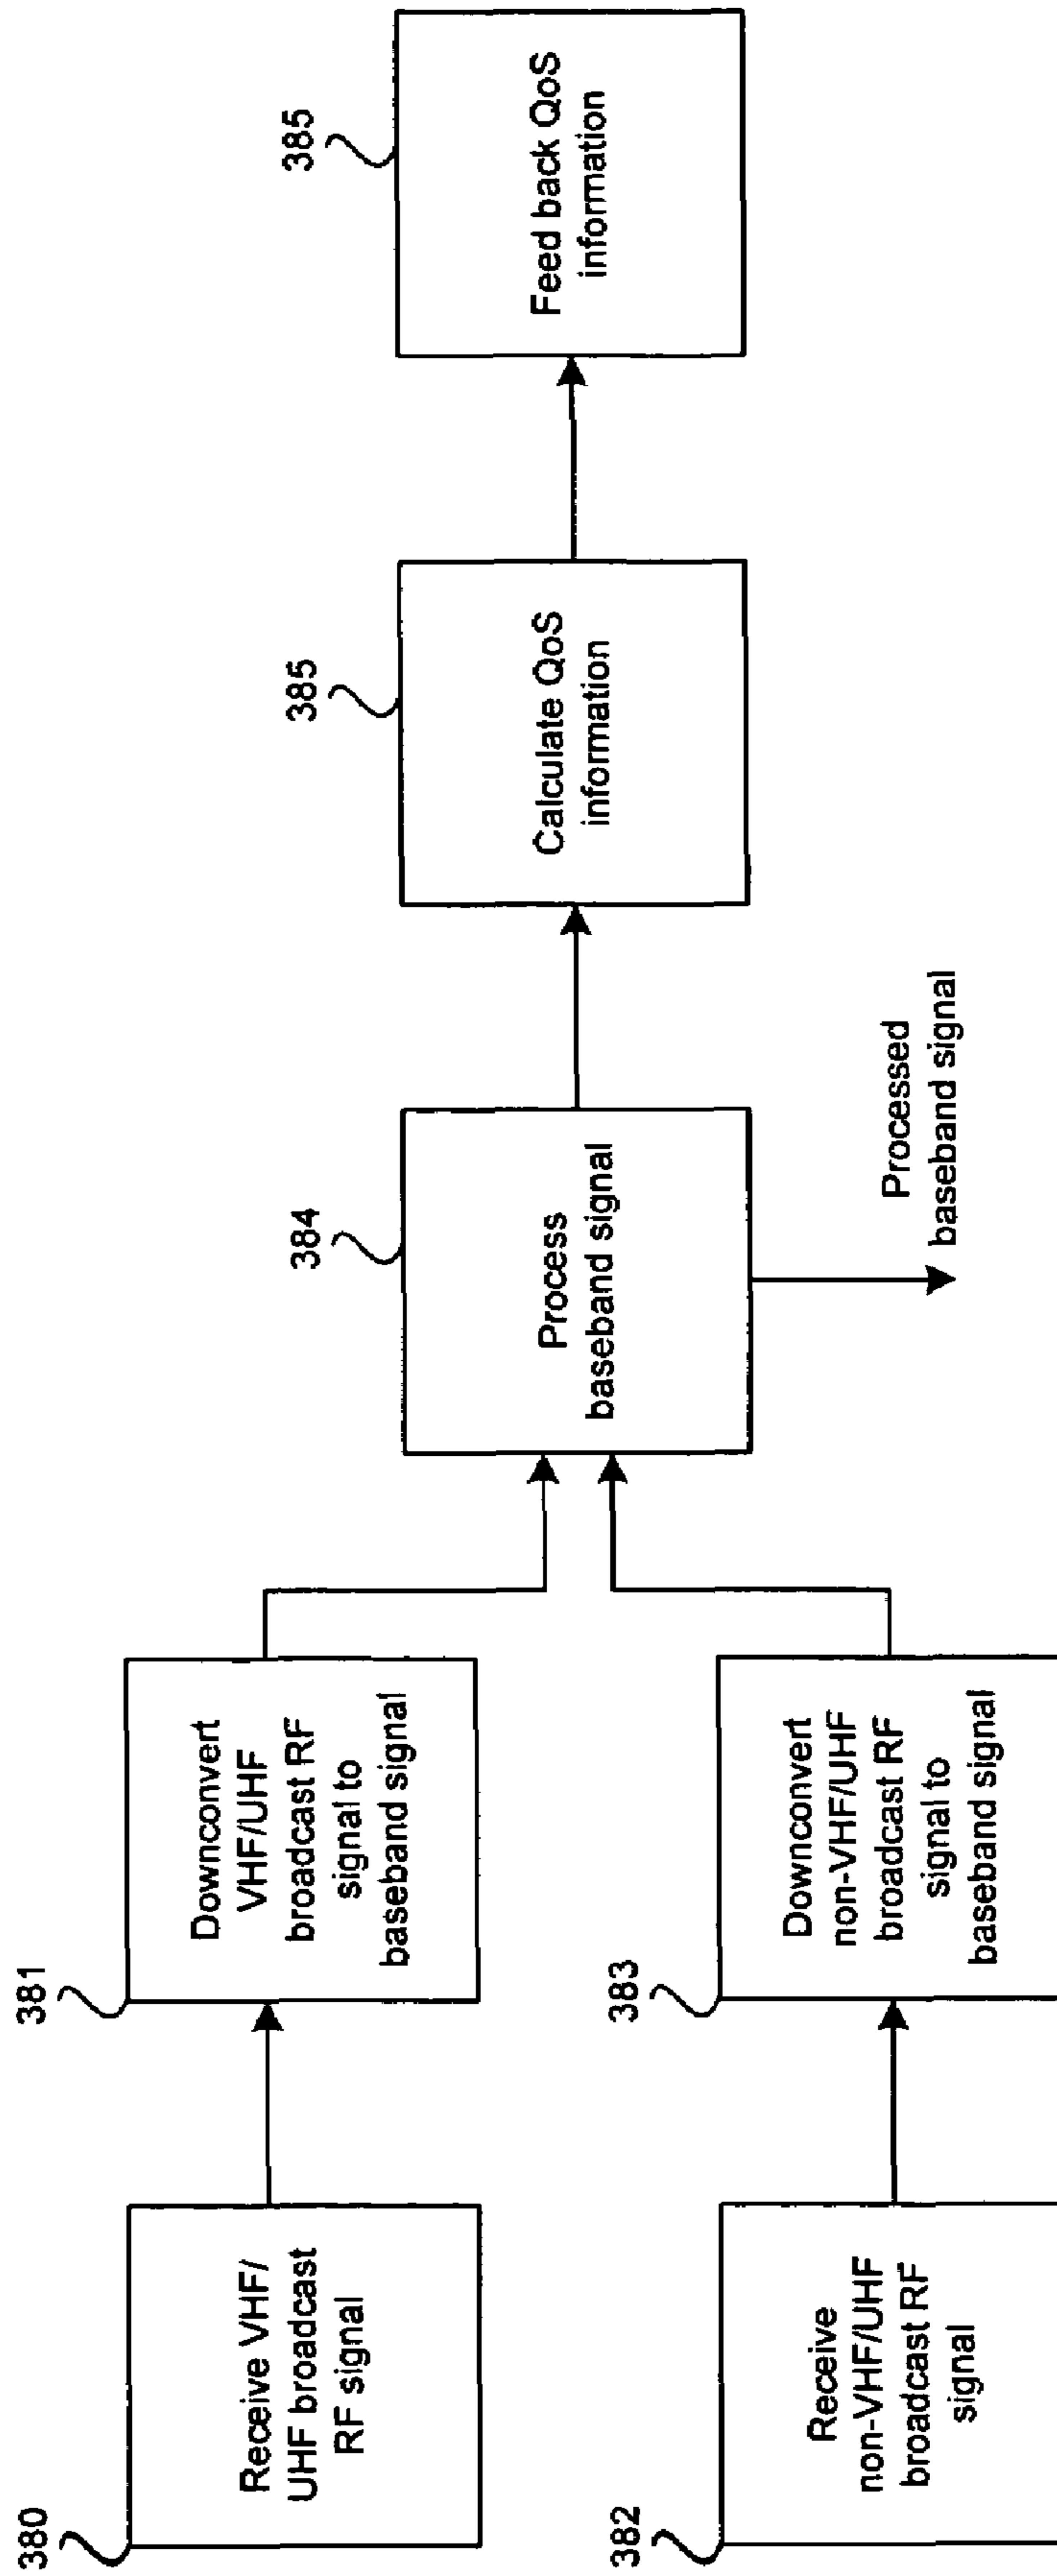 380
Receive VHF/
UHF broadcast
RF signal
381
Downconvert
VHF/UHF
broadcast RF
signal to
baseband signal
382
Receive
non-VHF/UHF
broadcast RF
signal
383
Downconvert
non-VHF/UHF
broadcast RF
signal to
baseband signal
384
Process
baseband signal
Processed
baseband signal
385
Calculate QoS
information
385
Feed back QoS
information